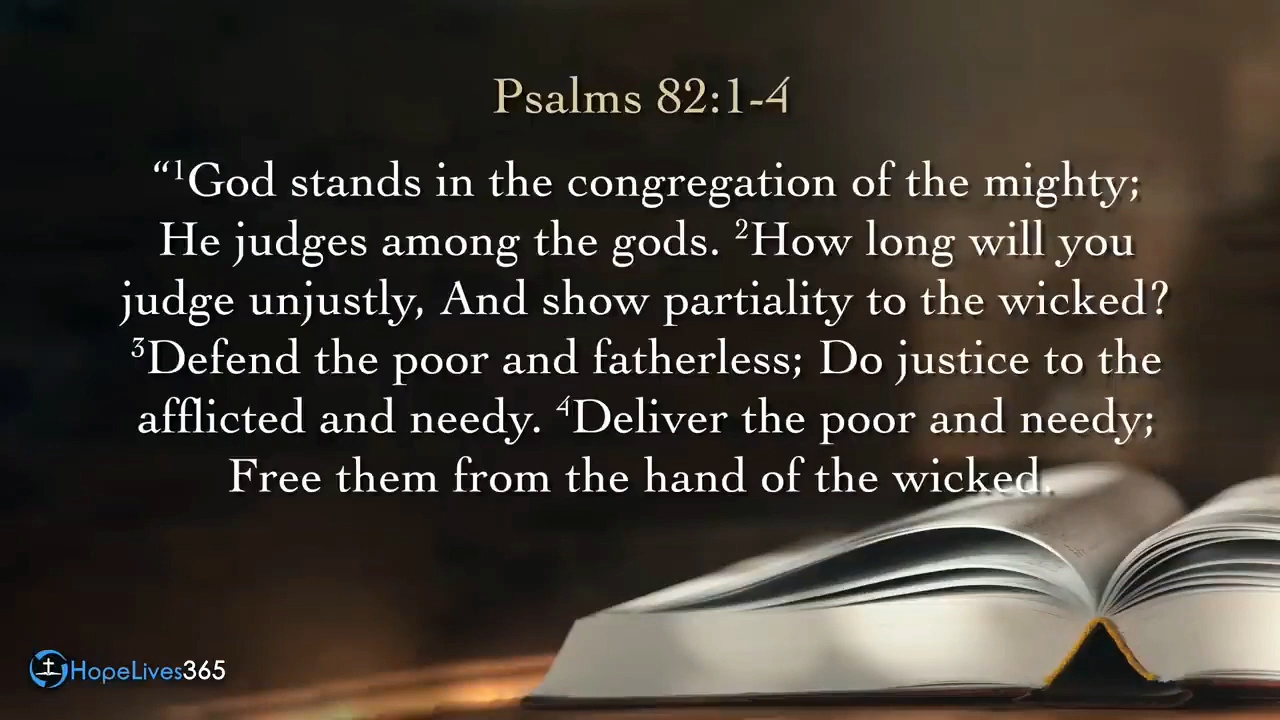 Psalms 82:1-4
“¹God stands in the congregation of the mighty;
He judges among the gods. ²How long will you
judge unjustly, And show partiality to the wicked?
³Defend the poor and fatherless; Do justice to the
afflicted and needy. ⁴Deliver the poor and needy;
Free them from the hand of the wicked.
HopeLives365